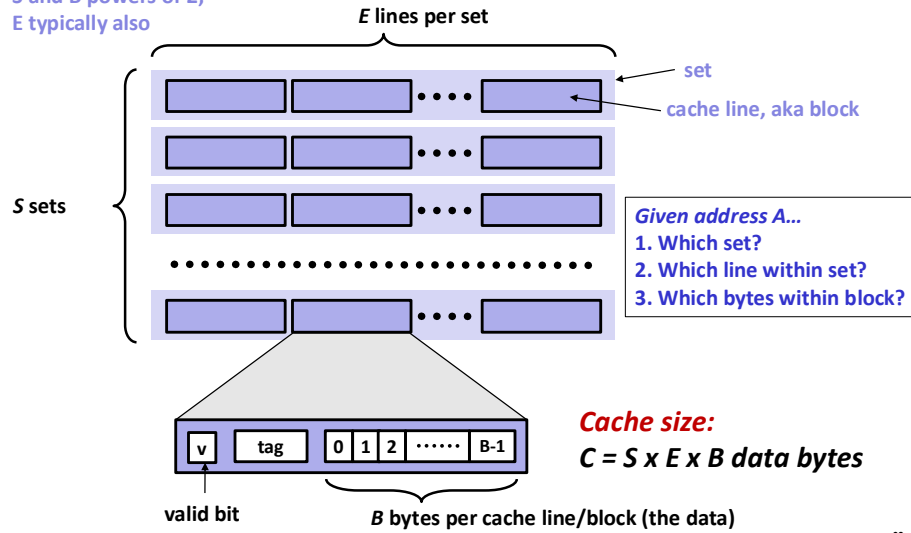 E typically also
E lines per set
set
cache line, aka block
S sets
Given address A...
1. Which set?
2. Which line within set?
3. Which bytes within block?
v
tag
0 1 2 ...... B-1
Cache size:
C = S x E x B data bytes
valid bit
B bytes per cache line/block (the data)